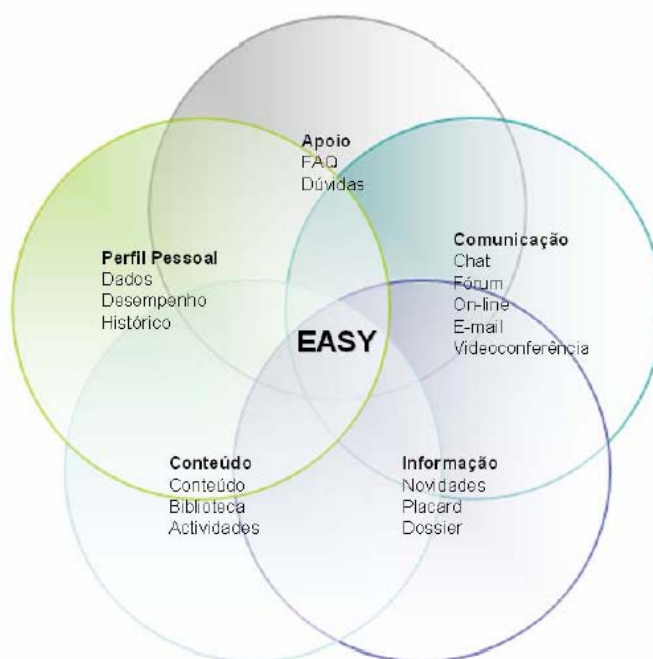 Apoio
FAQ
Dúvidas
Perfil Pessoal
Dados
Desempenho
Histórico
Comunicação
Chat
Fórum
On-line
E-mail
Videoconferência
EASY
Conteúdo
Conteúdo
Biblioteca
Actividades
Informação
Novidades
Placard
Dossier